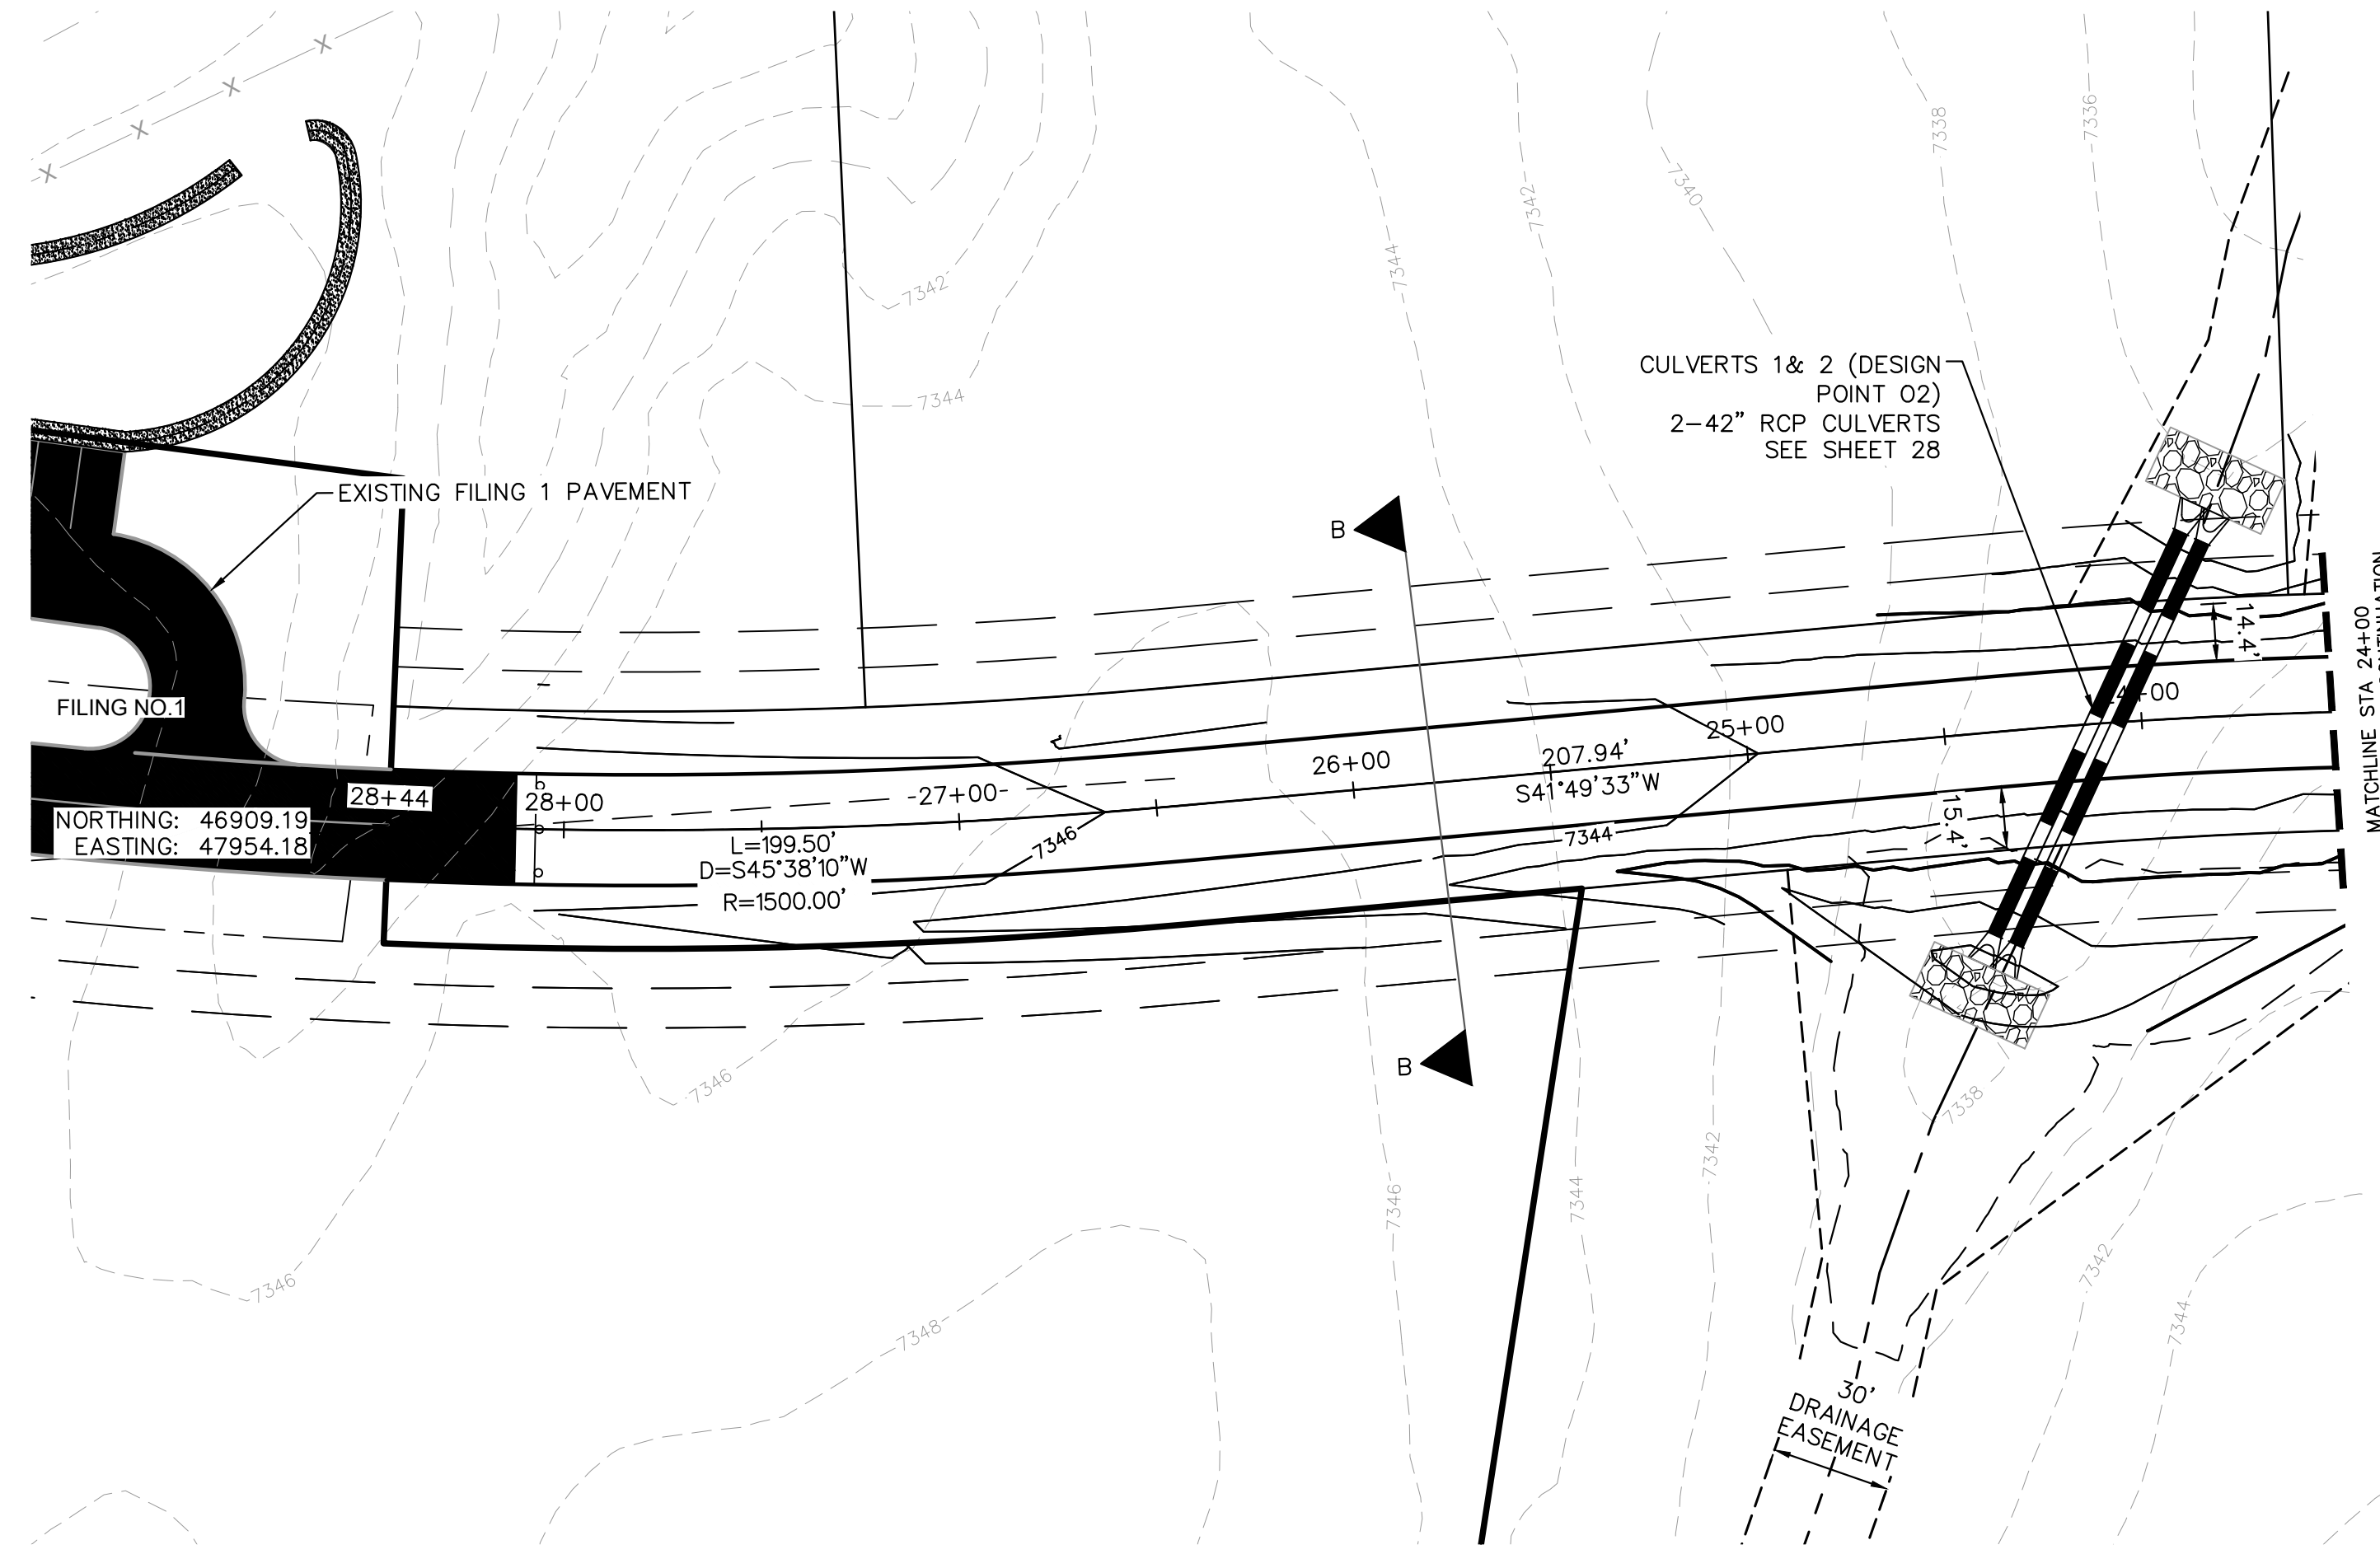 X
X
X
X
7338
7336
7342
7340
7344
7342
7344
CULVERTS 1& 2 (DESIGN
POINT 02)
2-42" RCP CULVERTS
SEE SHEET 28
EXISTING FILING 1 PAVEMENT
B
14.4'
MATCHLINE STA 24+00
FILING NO.1
25+00
207.94'
26+00
S41°49'33"W
28+44
28+00
27+00
15.4'
NORTHING: 46909.19
EASTING: 47954.18
L=199.50'
D=S45°38'10"W
R=1500.00'
7346
7344
B
7346
7338
7342
7346
7344
7346
7348
7342
7344
30'
DRAINAGE
EASEMENT